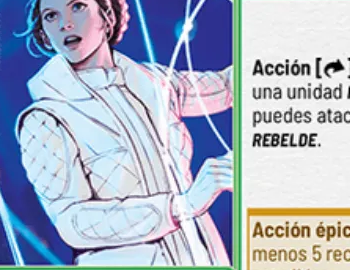 Acción [
una unidad
puedes atac
REBELDE.
Acción épic
menos 5 rec